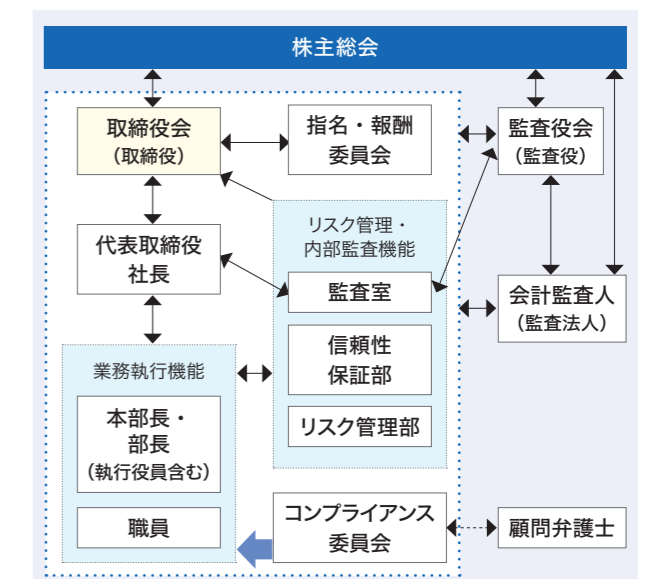 株主総会
取締役会
（取締役）
指名・報酬
委員会
監査役会
（監査役）
代表取締役
社長
リスク管理・
内部監査機能
監査室
信頼性
保証部
リスク管理部
会計監査人
（監査法人）
業務執行機能
本部長・
部長
（執行役員含む）
職員
コンプライアンス
委員会
顧問弁護士